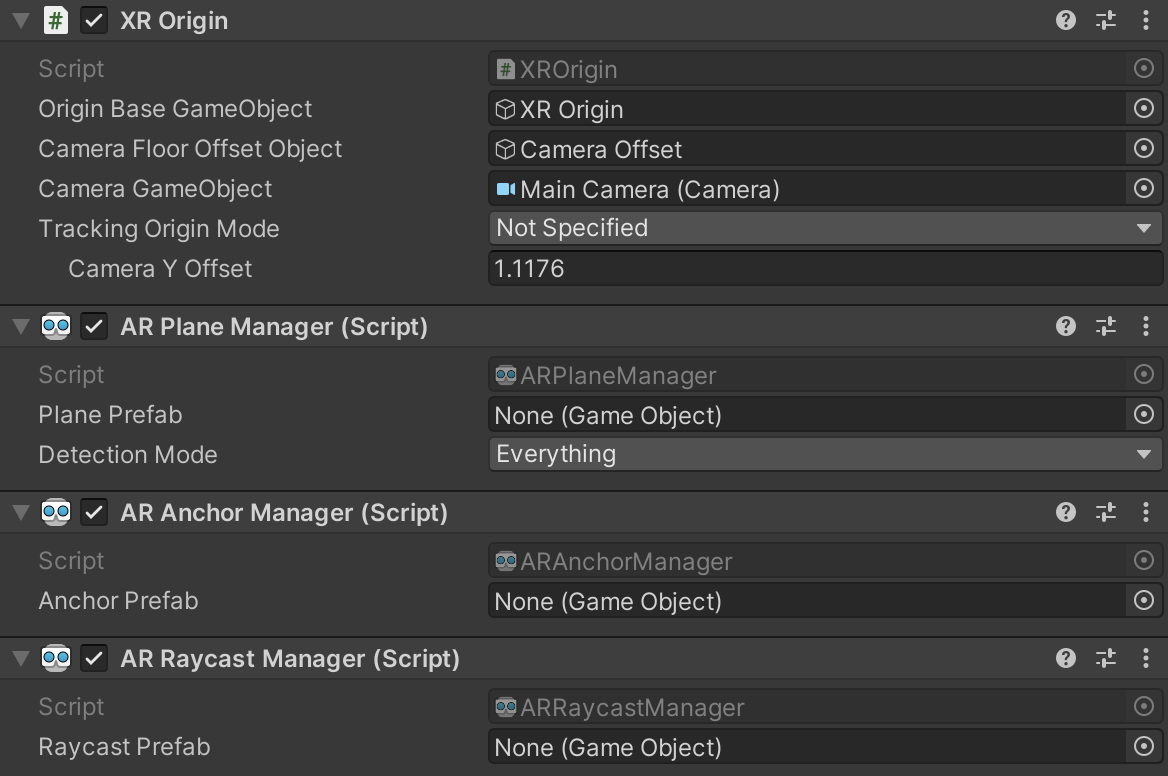 XR Origin
Script XROrigin
Origin Base GameObject XR Origin
Camera Floor Offset Object Camera Offset
Camera GameObject Main Camera (Camera)
Tracking Origin Mode Not Specified
Camera Y Offset 1.1176
AR Plane Manager (Script)
Script ARPlaneManager
Plane Prefab None (Game Object)
Detection Mode Everything
AR Anchor Manager (Script)
Script ARAnchorManager
Anchor Prefab None (Game Object)
AR Raycast Manager (Script)
Script ARRaycastManager
Raycast Prefab None (Game Object)